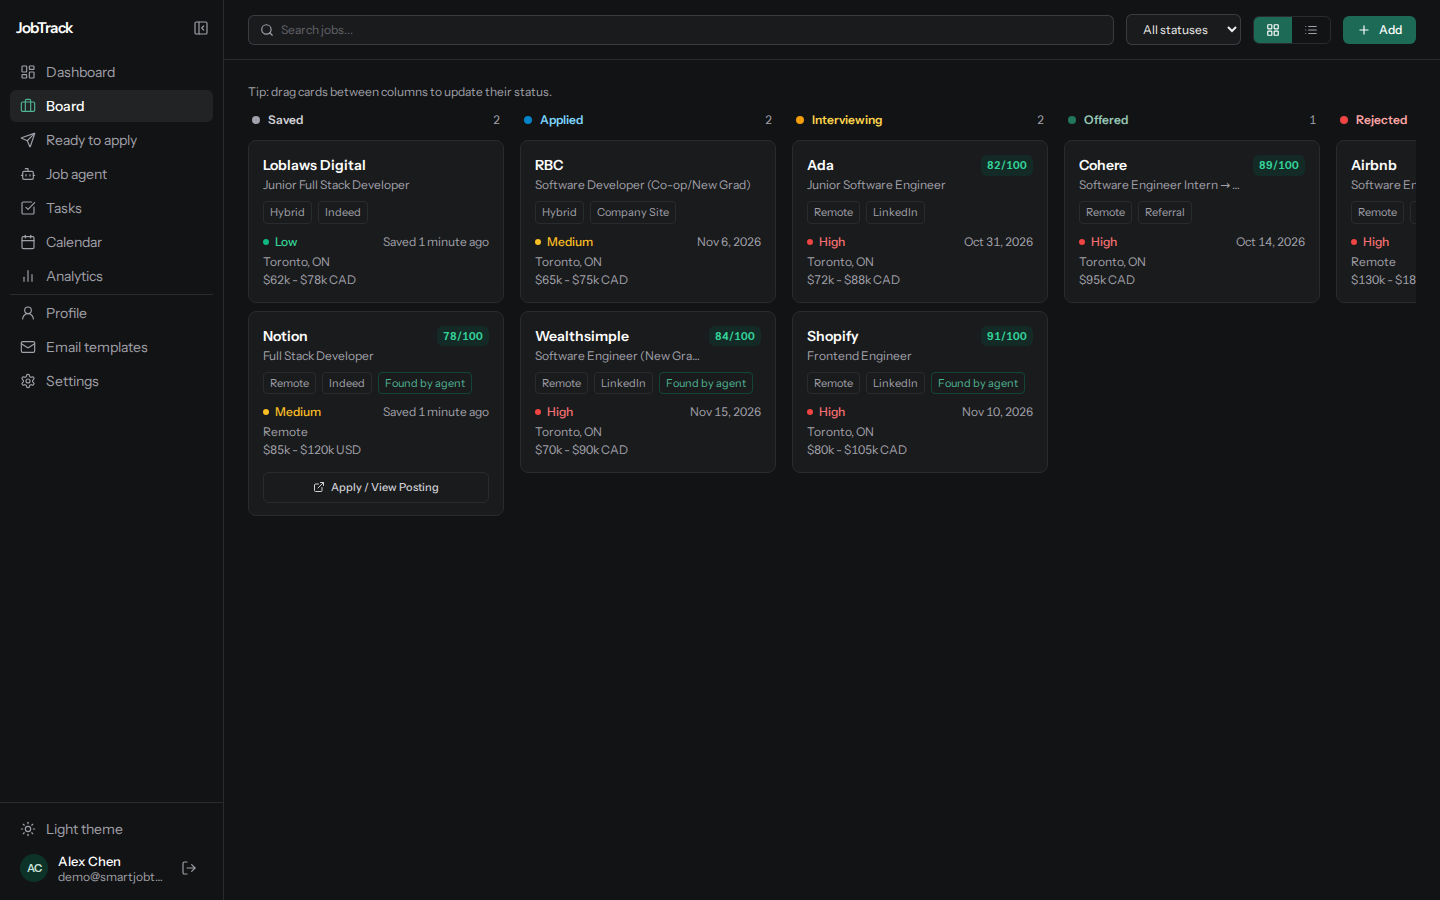 JobTrack
Dashboard
Board
Ready to apply
Job agent
Tasks
Calendar
Analytics
Profile
Email templates
Settings
Light theme
AC
Alex Chen
demo@smartjobt...
Search jobs...
All statuses
Add
Tip: drag cards between columns to update their status.
Saved 2
Loblaws Digital
Junior Full Stack Developer
Hybrid Indeed
Low Saved 1 minute ago
Toronto, ON
$62k - $78k CAD
Notion 78/100
Full Stack Developer
Remote Indeed Found by agent
Medium Saved 1 minute ago
Remote
$85k - $120k USD
Apply / View Posting
Applied 2
RBC
Software Developer (Co-op/New Grad)
Hybrid Company Site
Medium Nov 6, 2026
Toronto, ON
$65k - $75k CAD
Wealthsimple 84/100
Software Engineer (New Gra...
Remote LinkedIn Found by agent
High Nov 15, 2026
Toronto, ON
$70k - $90k CAD
Interviewing 2
Ada 82/100
Junior Software Engineer
Remote LinkedIn
High Oct 31, 2026
Toronto, ON
$72k - $88k CAD
Shopify 91/100
Frontend Engineer
Remote LinkedIn Found by agent
High Nov 10, 2026
Toronto, ON
$80k - $105k CAD
Offered 1
Cohere 89/100
Software Engineer Intern → ...
Remote Referral
High Oct 14, 2026
Toronto, ON
$95k CAD
Rejected
Airbnb
Software En
Remote
High
Remote
$130k - $18